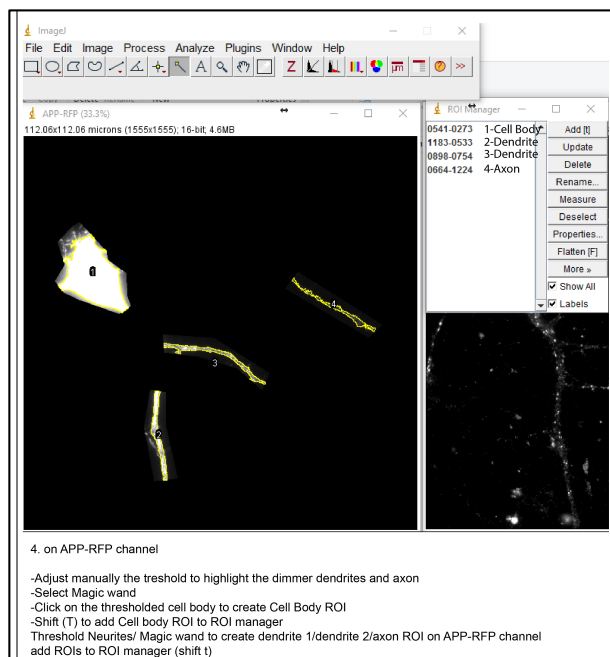 ImageJ
File Edit Image Process Analyze Plugins Window Help
A Z μm >>
APP-RFP (33.3%)
112.06x112.06 microns (1555x1555); 16-bit; 4.6MB
1
4
3
2
ROI Manager
0541-0273 1-Cell Body
1183-0533 2-Dendrite
0898-0754 3-Dendrite
0664-1224 4-Axon
Add [t]
Update
Delete
Rename...
Measure
Deselect
Properties...
Flatten [F]
More »
Show All
Labels
4. on APP-RFP channel
-Adjust manually the treshold to highlight the dimmer dendrites and axon
-Select Magic wand
-Click on the thresholded cell body to create Cell Body ROI
-Shift (T) to add Cell body ROI to ROI manager
Threshold Neurites/ Magic wand to create dendrite 1/dendrite 2/axon ROI on APP-RFP channel
add ROIs to ROI manager (shift t)